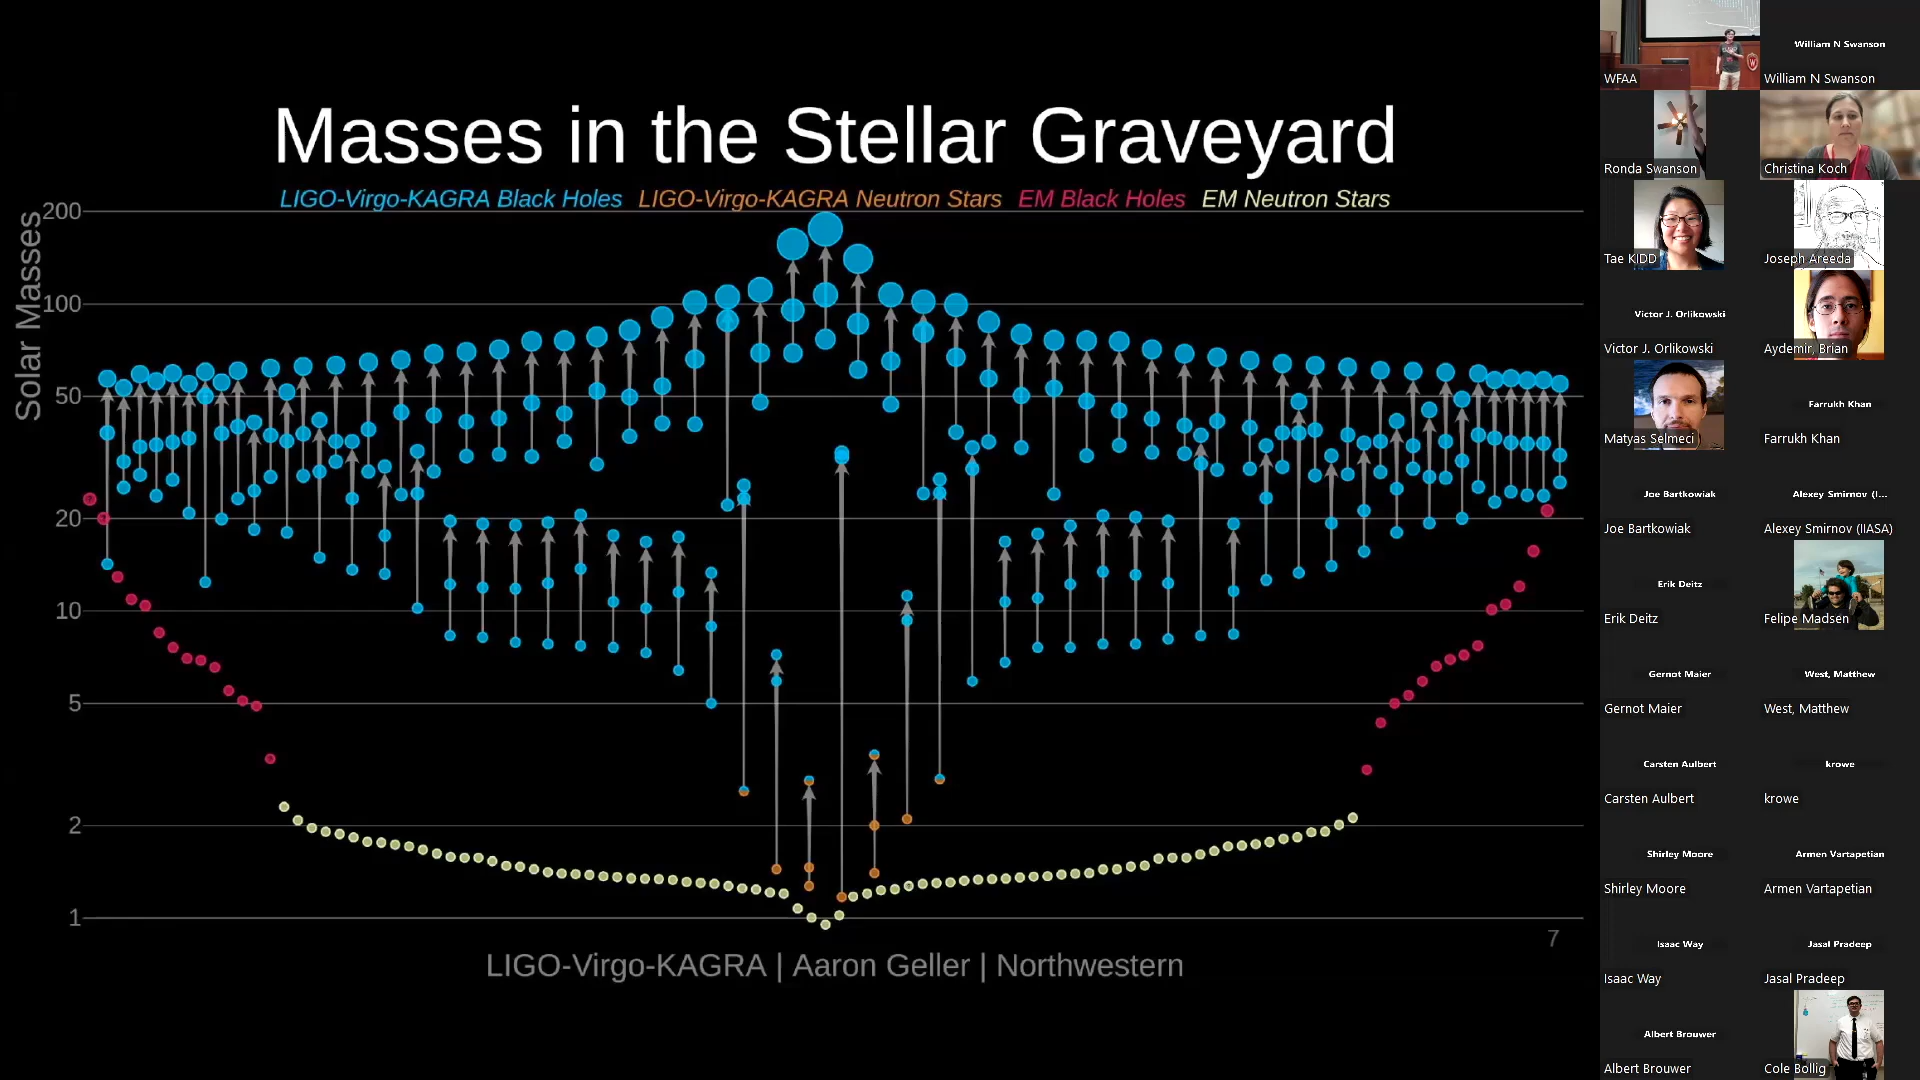 Masses in the Stellar Graveyard
LIGO-Virgo-KAGRA Black Holes LIGO-Virgo-KAGRA Neutron Stars EM Black Holes EM Neutron Stars
Solar Masses
200
100
50
20
10
5
2
1
7
LIGO-Virgo-KAGRA | Aaron Geller | Northwestern
WFAA
William N Swanson
William N Swanson
Ronda Swanson
Christina Koch
Tae KIDD
Joseph Areeda
Victor J. Orlikowski
Victor J. Orlikowski
Aydemir, Brian
Matyas Selmeci
Farrukh Khan
Farrukh Khan
Joe Bartkowiak
Joe Bartkowiak
Alexey Smirnov (I...
Alexey Smirnov (IIASA)
Erik Deitz
Erik Deitz
Felipe Madsen
Gernot Maier
Gernot Maier
West, Matthew
West, Matthew
Carsten Aulbert
Carsten Aulbert
krowe
krowe
Shirley Moore
Shirley Moore
Armen Vartapetian
Armen Vartapetian
Isaac Way
Isaac Way
Jasal Pradeep
Jasal Pradeep
Albert Brouwer
Albert Brouwer
Cole Bollig